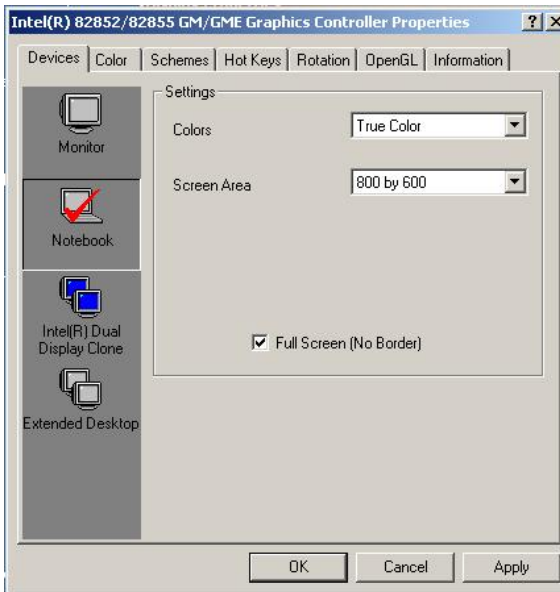 Intel(R) 82852/82855 GM/GME Graphics Controller Properties
Devices Color Schemes Hot Keys Rotation OpenGL Information
Settings
Colors True Color
Monitor
Screen Area 800 by 600
Notebook
Intel(R) Dual
Display Clone
Full Screen (No Border)
Extended Desktop
OK Cancel Apply